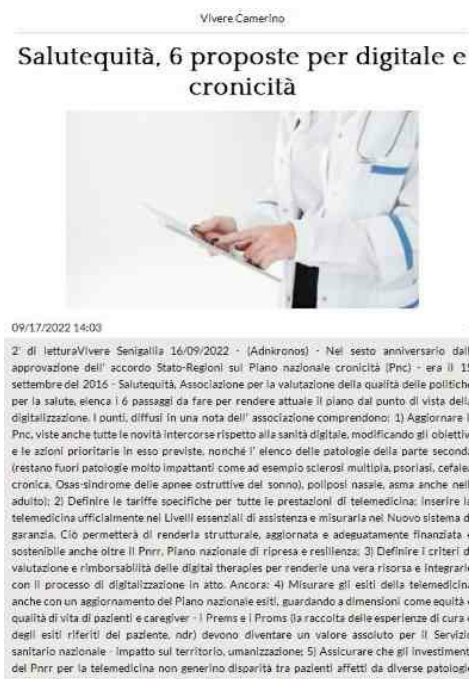 Vivere Camerino
Salutequità, 6 proposte per digitale e
cronicità
09/17/2022 14:03
2' di letturaVivere Senigallia 16/09/2022 - (Adnkronos) - Nel sesto anniversario dall'
approvazione dell' accordo Stato-Regioni sul Piano nazionale cronicità (Pnc) - era il 15
settembre del 2016 - Salutequità, Associazione per la valutazione della qualità delle politiche
per la salute, elenca i 6 passaggi da fare per rendere attuale il piano dal punto di vista della
digitalizzazione. I punti, diffusi in una nota dell' associazione comprendono: 1) Aggiornare il
Pnc, viste anche tutte le novità intercorse rispetto alla sanità digitale, modificando gli obiettivi
e le azioni prioritarie in esso previste, nonché l' elenco delle patologie della parte seconda
(restano fuori patologie molto impattanti come ad esempio sclerosi multipla, psoriasi, cefalea
cronica, Osas-sindrome delle apnee ostruttive del sonno), poliposi nasale, asma anche nell'
adulto); 2) Definire le tariffe specifiche per tutte le prestazioni di telemedicina; inserire la
telemedicina ufficialmente nei Livelli essenziali di assistenza e misurarla nel Nuovo sistema di
garanzia. Ciò permetterà di renderla strutturale, aggiornata e adeguatamente finanziata e
sostenibile anche oltre il Pnrr, Piano nazionale di ripresa e resilienza; 3) Definire i criteri di
valutazione e rimborsabilità delle digital therapies per renderle una vera risorsa e integrarle
con il processo di digitalizzazione in atto. Ancora: 4) Misurare gli esiti della telemedicina
anche con un aggiornamento del Piano nazionale esiti, guardando a dimensioni come equità e
qualità di vita di pazienti e caregiver - i Prems e i Proms (la raccolta delle esperienze di cura e
degli esiti riferiti del paziente, ndr) devono diventare un valore assoluto per il Servizio
sanitario nazionale - impatto sul territorio, umanizzazione; 5) Assicurare che gli investimenti
del Pnrr per la telemedicina non generino disparità tra pazienti affetti da diverse patologie